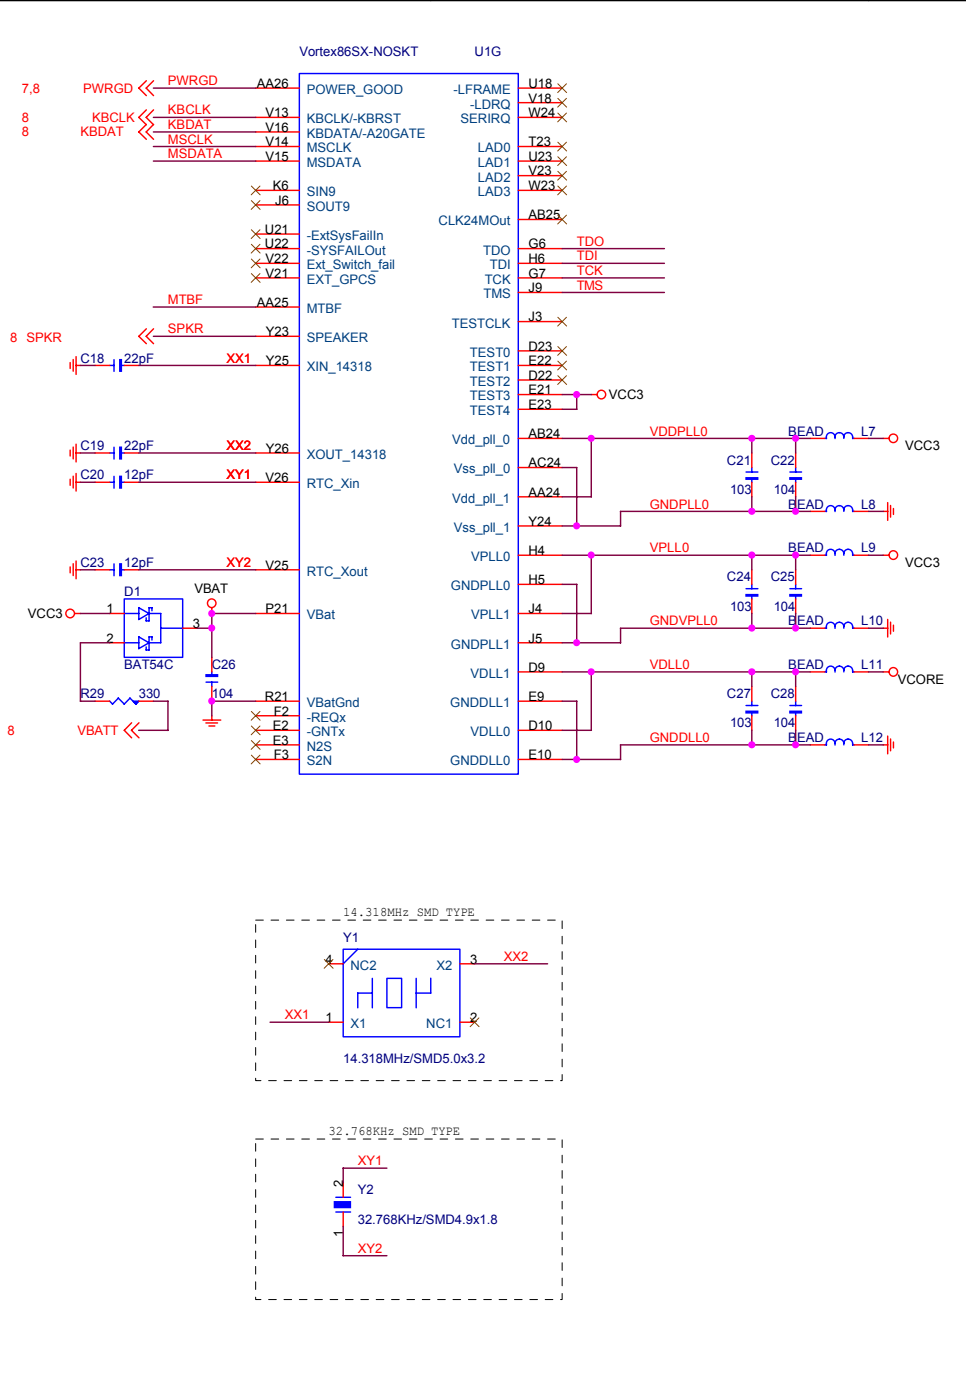 Vortex86SX-NOSKT U1G
7,8 PWRGD PWRGD AA26 POWER_GOOD -LFRAME U18
-LDRQ V18
8 KBCLK KBCLK V13 KBCLK/-KBRST SERIRQ W24
8 KBDAT KBDAT V16 KBDATA/-A20GATE
MSCLK V14 MSCLK LAD0 T23
MSDATA V15 MSDATA LAD1 U23
LAD2 V23
K6 SIN9 LAD3 W23
J6 SOUT9
CLK24MOut AB25
U21 -ExtSysFailIn
U22 -SYSFAILOut TDO G6 TDO
V22 Ext_Switch_fail TDI H6 TDI
V21 EXT_GPCS TCK G7 TCK
TMS J9 TMS
MTBF AA25 MTBF
TESTCLK J3
8 SPKR SPKR Y23 SPEAKER
TEST0 D23
C18 22pF XX1 Y25 XIN_14318 TEST1 E22
TEST2 D22
TEST3 E21 VCC3
TEST4 E23
Vdd_pll_0 AB24 VDDPLL0 BEAD L7 VCC3
C19 22pF XX2 Y26 XOUT_14318
Vss_pll_0 AC24 C21 C22
C20 12pF XY1 V26 RTC_Xin
103 104
Vdd_pll_1 AA24
GNDPLL0 BEAD L8
Vss_pll_1 Y24
VPLL0 H4 VPLL0 BEAD L9 VCC3
C23 12pF XY2 V25 RTC_Xout
GNDPLL0 H5 C24 C25
D1 VBAT
103 104
VCC3 1 3 P21 VBat VPLL1 J4
GNDVPLL0 BEAD L10
2 GNDPLL1 J5
BAT54C C26 VDLL1 D9 VDLL0 BEAD L11 VCORE
R29 330 104 R21 VBatGnd GNDDLL1 E9 C27 C28
F2 -REQx
103 104
8 VBATT E2 -GNTx VDLL0 D10
E3 N2S GNDDLL0 BEAD L12
F3 S2N GNDDLL0 E10
14.318MHz SMD TYPE
Y1
4 NC2 X2 3 XX2
XX1 1 X1 NC1 2
14.318MHz/SMD5.0x3.2
32.768KHz SMD TYPE
XY1
2
Y2
32.768KHz/SMD4.9x1.8
1
XY2